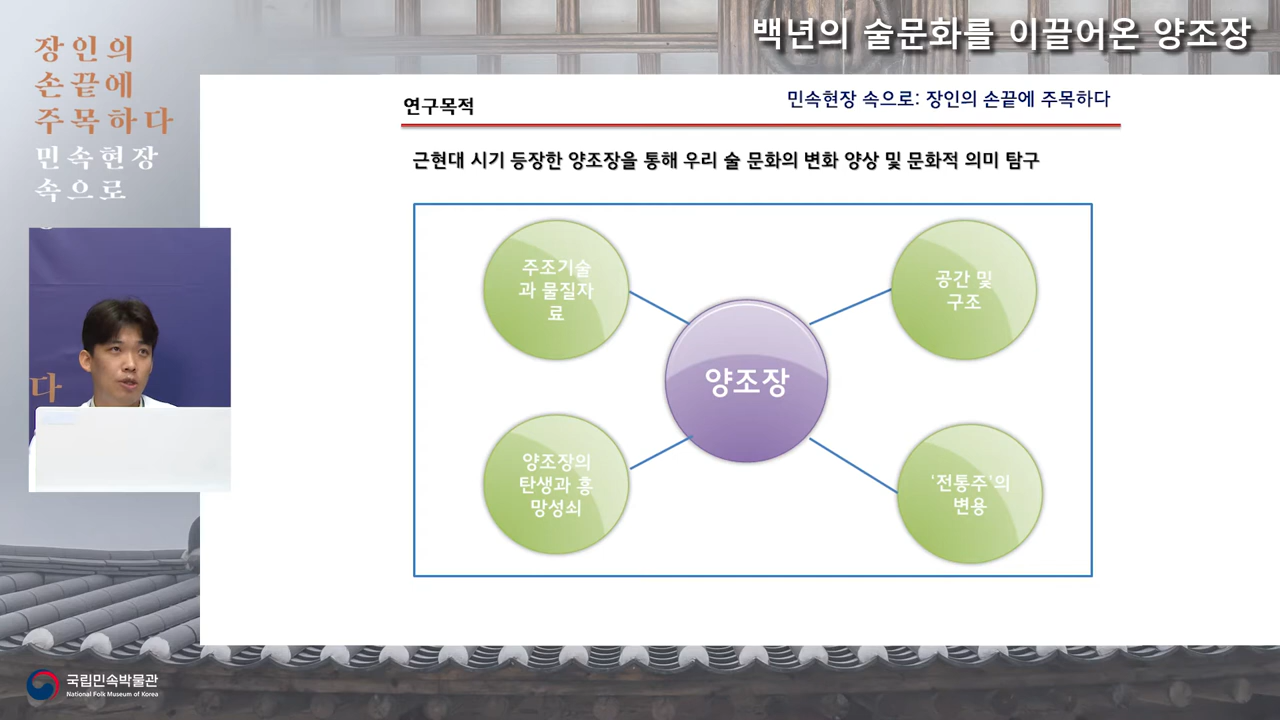 백년의 술문화를 이끌어온 양조장
장인의
손끝에
주목하다
민속현장
속으로
연구목적
민속현장 속으로: 장인의 손끝에 주목하다
근현대 시기 등장한 양조장을 통해 우리 술 문화의 변화 양상 및 문화적 의미 탐구
주조기술
과 물질자
료
공간 및
구조
양조장
양조장의
탄생과 흥
망성쇠
'전통주'의
변용
다
국립민속박물관
National Folk Museum of Korea